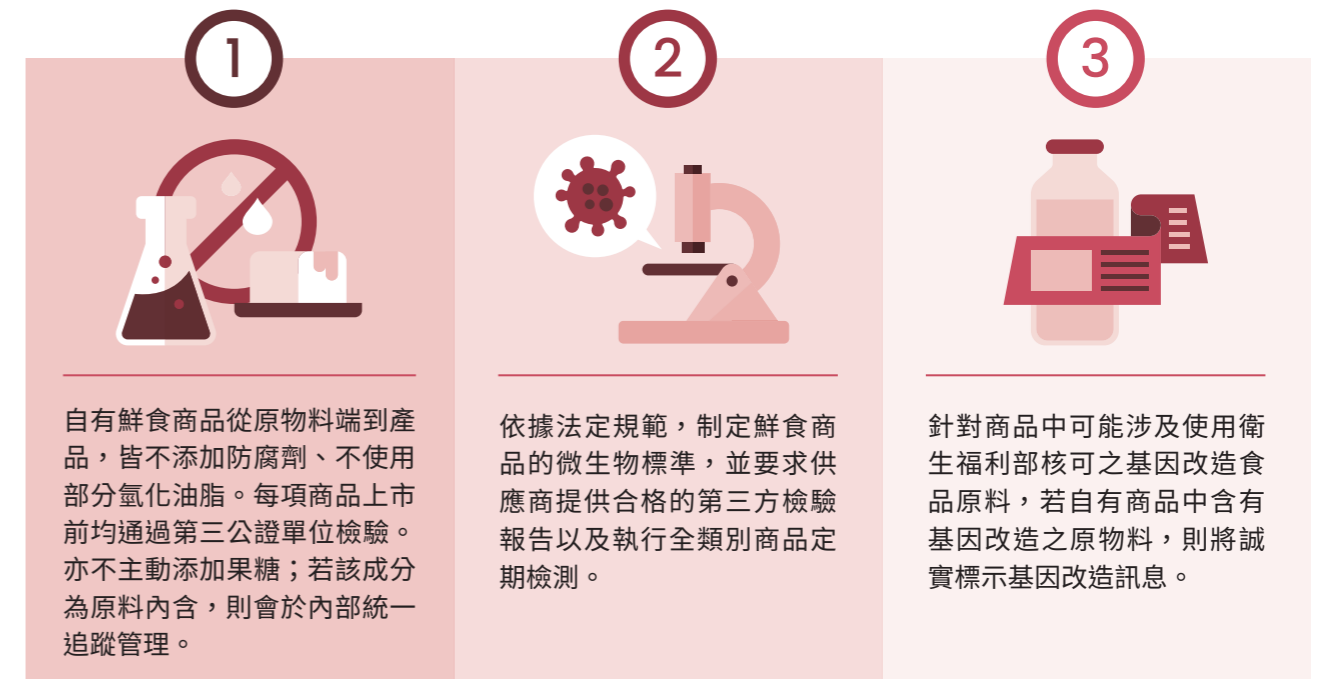 1
自有鮮食商品從原物料端到產
品，皆不添加防腐劑、不使用
部分氫化油脂。每項商品上市
前均通過第三公證單位檢驗。
亦不主動添加果糖；若該成分
為原料內含，則會於內部統一
追蹤管理。
2
依據法定規範，制定鮮食商
品的微生物標準，並要求供
應商提供合格的第三方檢驗
報告以及執行全類別商品定
期檢測。
3
針對商品中可能涉及使用衛
生福利部核可之基因改造食
品原料，若自有商品中含有
基因改造之原物料，則將誠
實標示基因改造訊息。